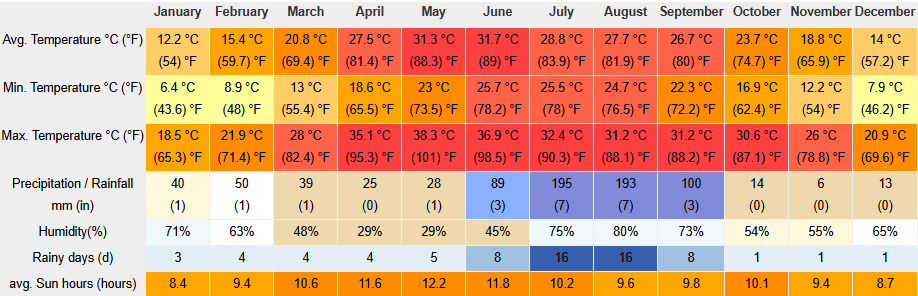 January February March April May June July August September October November December
Avg. Temperature °C (°F) 12.2 °C 15.4 °C 20.8 °C 27.5 °C 31.3 °C 31.7 °C 28.8 °C 27.7 °C 26.7 °C 23.7 °C 18.8 °C 14 °C
(54) °F (59.7) °F (69.4) °F (81.4) °F (88.3) °F (89) °F (83.9) °F (81.9) °F (80) °F (74.7) °F (65.9) °F (57.2) °F
Min. Temperature °C (°F) 6.4 °C 8.9 °C 13 °C 18.6 °C 23 °C 25.7 °C 25.5 °C 24.7 °C 22.3 °C 16.9 °C 12.2 °C 7.9 °C
(43.6) °F (48) °F (55.4) °F (65.5) °F (73.5) °F (78.2) °F (78) °F (76.5) °F (72.2) °F (62.4) °F (54) °F (46.2) °F
Max. Temperature °C (°F) 18.5 °C 21.9 °C 28 °C 35.1 °C 38.3 °C 36.9 °C 32.4 °C 31.2 °C 31.2 °C 30.6 °C 26 °C 20.9 °C
(65.3) °F (71.4) °F (82.4) °F (95.3) °F (101) °F (98.5) °F (90.3) °F (88.1) °F (88.2) °F (87.1) °F (78.8) °F (69.6) °F
Precipitation / Rainfall 40 50 39 25 28 89 195 193 100 14 6 13
mm (in) (1) (1) (1) (0) (1) (3) (7) (7) (3) (0) (0) (0)
Humidity(%) 71% 63% 48% 29% 29% 45% 75% 80% 73% 54% 55% 65%
Rainy days (d) 3 4 4 4 5 8 16 16 8 1 1 1
avg. Sun hours (hours) 8.4 9.4 10.6 11.6 12.2 11.8 10.2 9.6 9.8 10.1 9.4 8.7